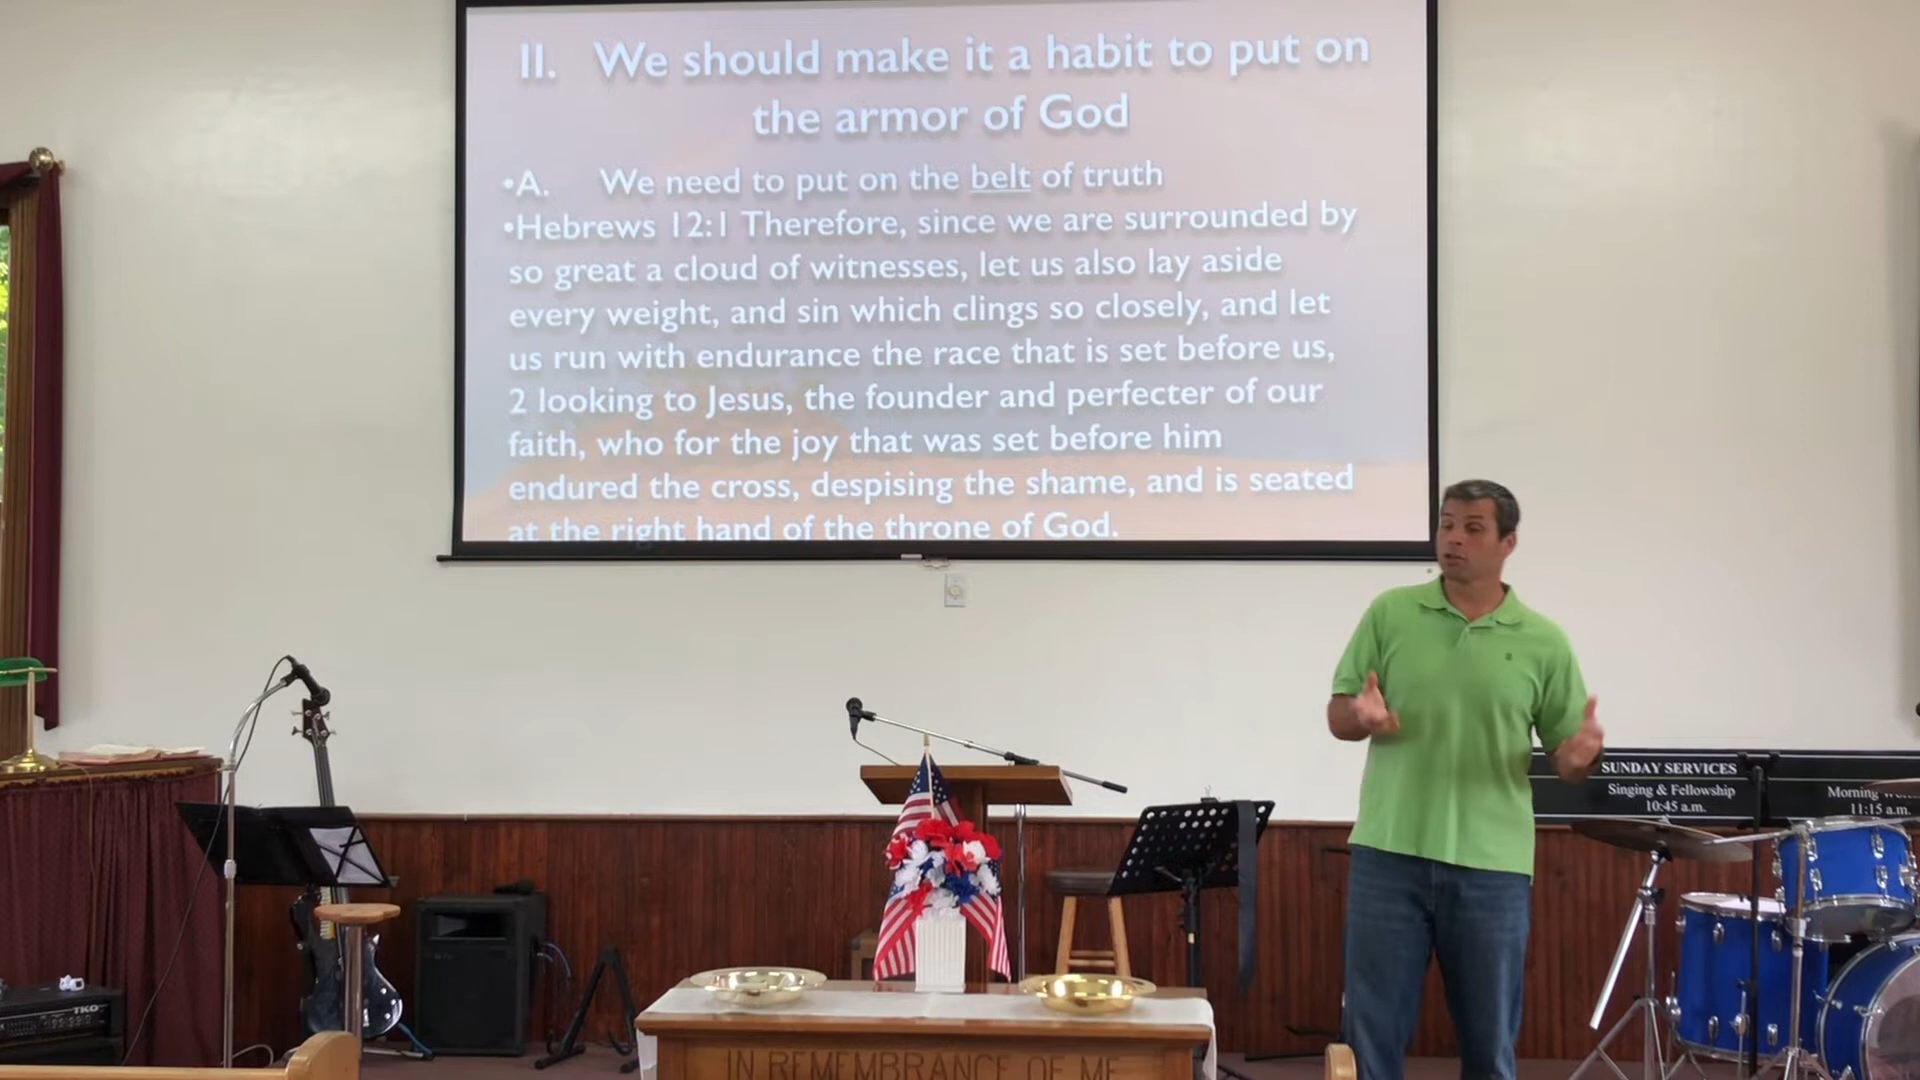 II. We should make it a habit to put on
the armor of God
•A. We need to put on the belt of truth
•Hebrews 12:1 Therefore, since we are surrounded by
so great a cloud of witnesses, let us also lay aside
every weight, and sin which clings so closely, and let
us run with endurance the race that is set before us,
2 looking to Jesus, the founder and perfecter of our
faith, who for the joy that was set before him
endured the cross, despising the shame, and is seated
at the right hand of the throne of God.
SUNDAY SERVICES
Singing & Fellowship
10:45 a.m.
Morning
11:15 a.m.
TKO
IN REMEMBRANCE OF ME